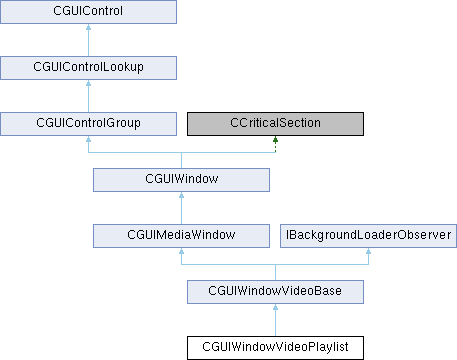 CGUIControl
CGUIControlLookup
CGUIControlGroup
CCriticalSection
CGUIWindow
CGUIMediaWindow
IBackgroundLoaderObserver
CGUIWindowVideoBase
CGUIWindowVideoPlaylist